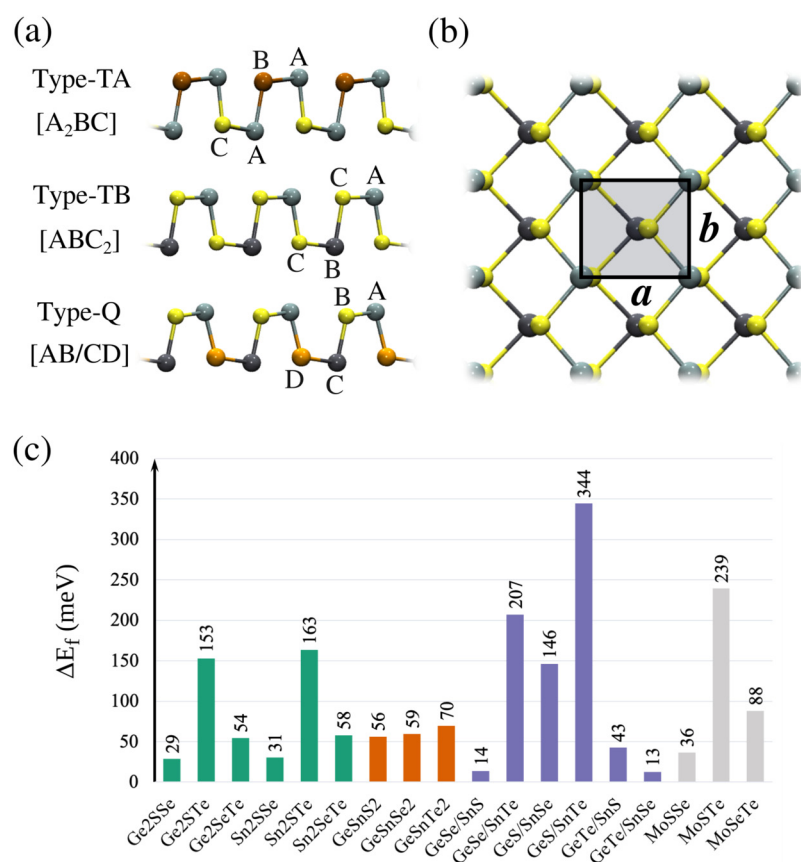 (a)
Type-TA
[A₂BC]
B
A
C
A
Type-TB
[ABC₂]
C
A
C
B
Type-Q
[AB/CD]
B
A
D
C
(b)
b
a
(c)
ΔE_f (meV)
400
350
300
250
200
150
100
50
0
29
153
54
31
163
58
56
59
70
14
207
146
344
43
13
36
239
88
Ge2SSe
Ge2STe
Ge2SeTe
Sn2SSe
Sn2STe
Sn2SeTe
GeSnS2
GeSnSe2
GeSnTe2
GeSe/SnS
GeSe/SnTe
GeS/SnSe
GeS/SnTe
GeTe/SnS
GeTe/SnSe
MoSSe
MoSTe
MoSeTe